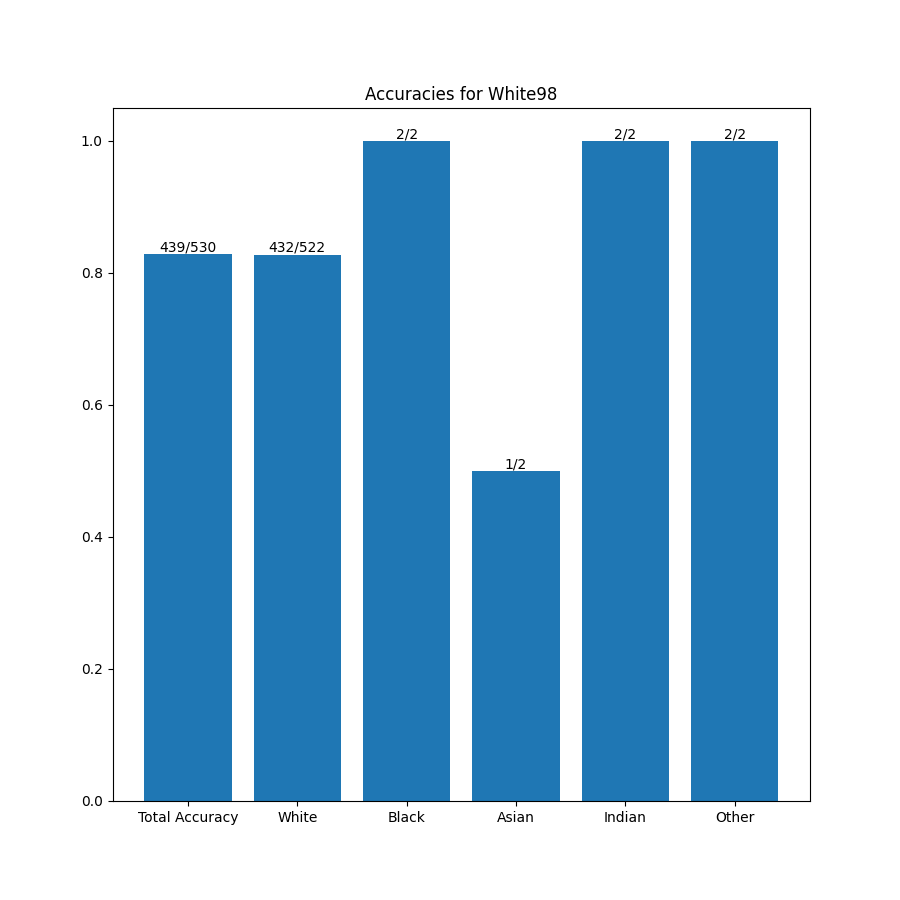 Accuracies for White98
1.0
0.8
0.6
0.4
0.2
0.0
439/530
432/522
2/2
1/2
2/2
2/2
Total Accuracy
White
Black
Asian
Indian
Other